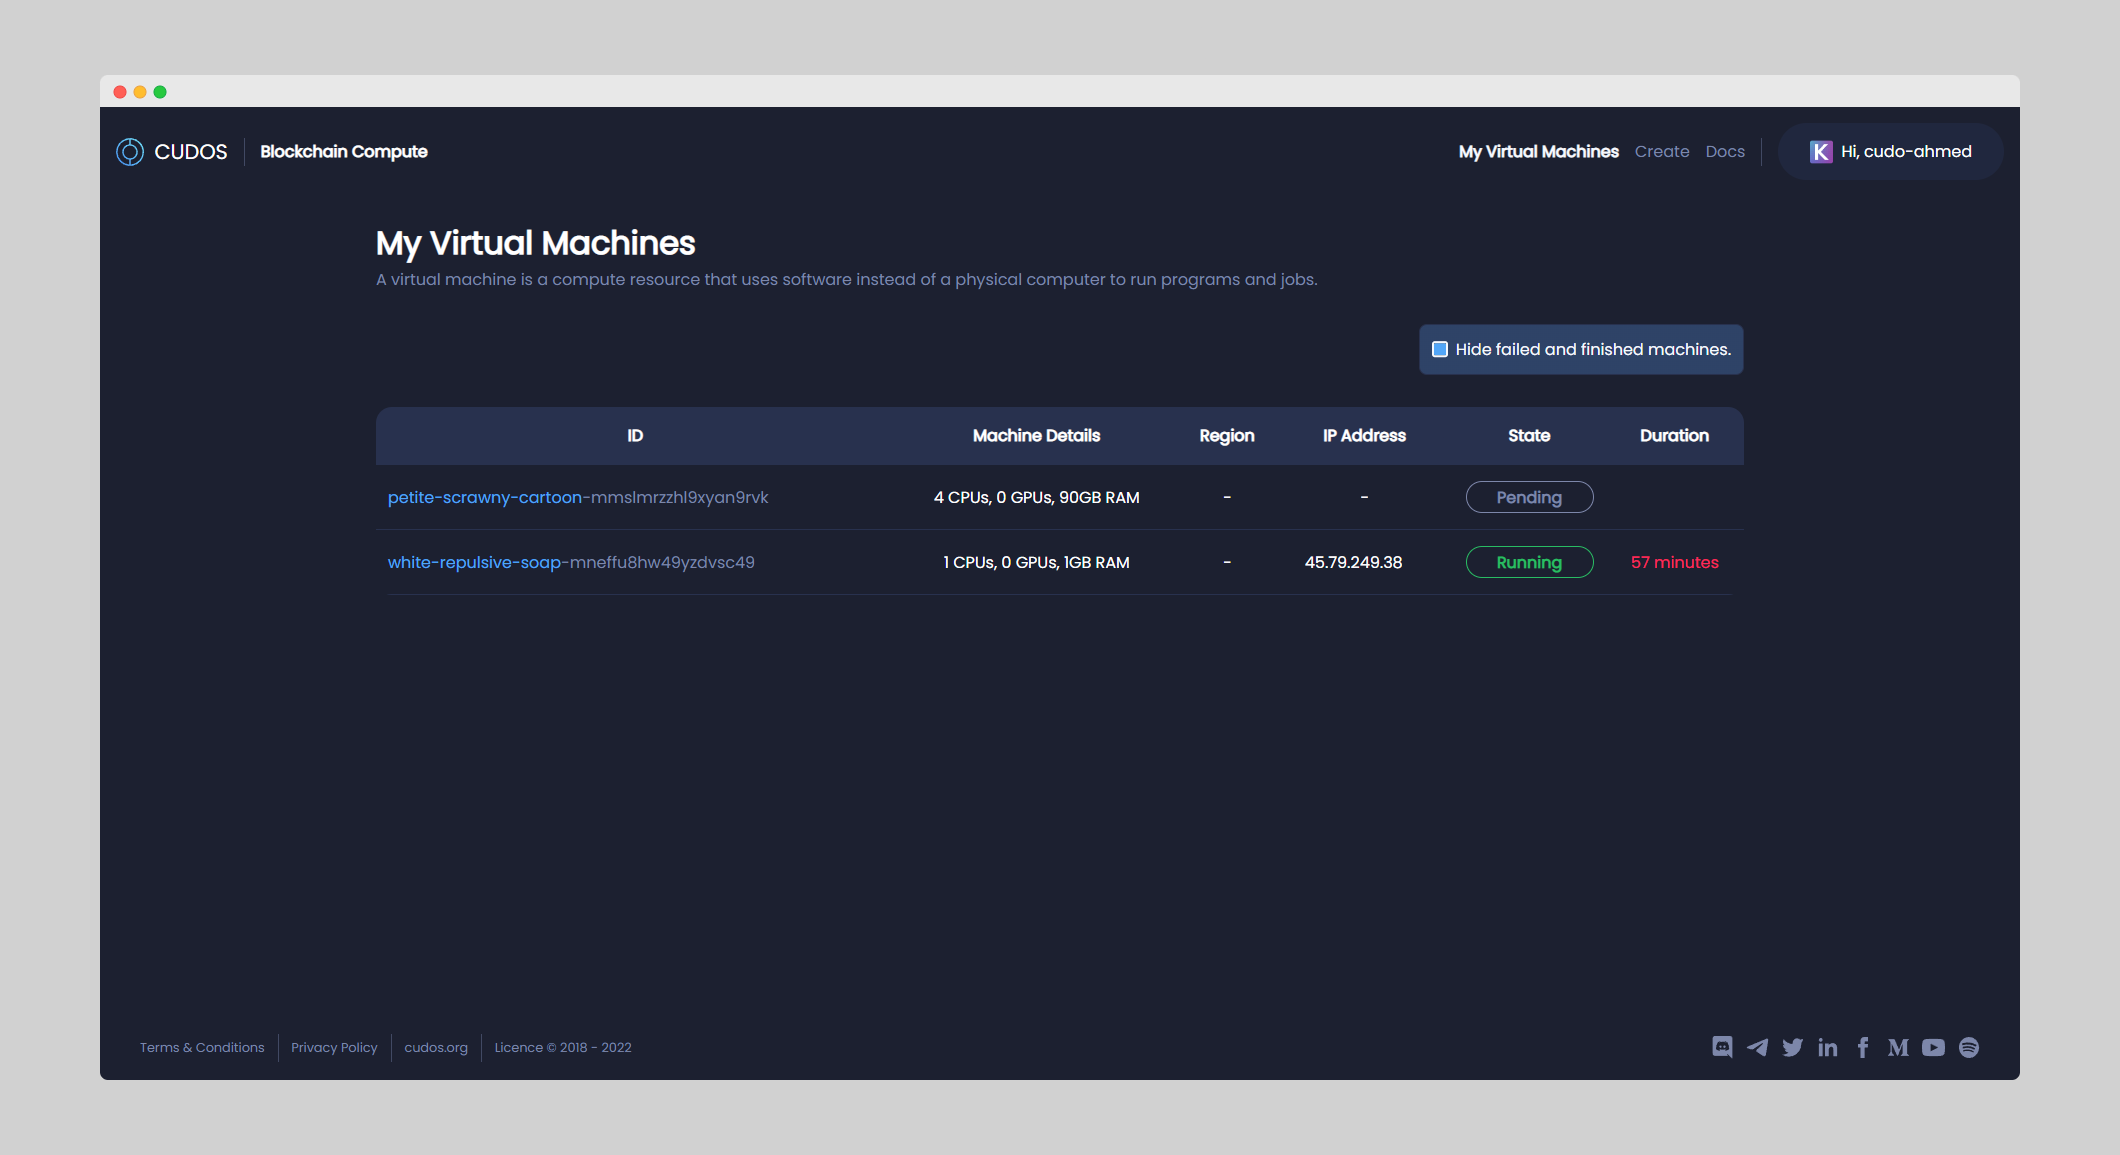 CUDOS Blockchain Compute My Virtual Machines Create Docs K Hi, cudo-ahmed
My Virtual Machines
A virtual machine is a compute resource that uses software instead of a physical computer to run programs and jobs.
Hide failed and finished machines.
ID Machine Details Region IP Address State Duration
petite-scrawny-cartoon-mmslmrzzhl9xyan9rvk 4 CPUs, 0 GPUs, 90GB RAM - - Pending
white-repulsive-soap-mneffu8hw49yzdvsc49 1 CPUs, 0 GPUs, 1GB RAM - 45.79.249.38 Running 57 minutes
Terms & Conditions Privacy Policy cudos.org Licence © 2018 - 2022